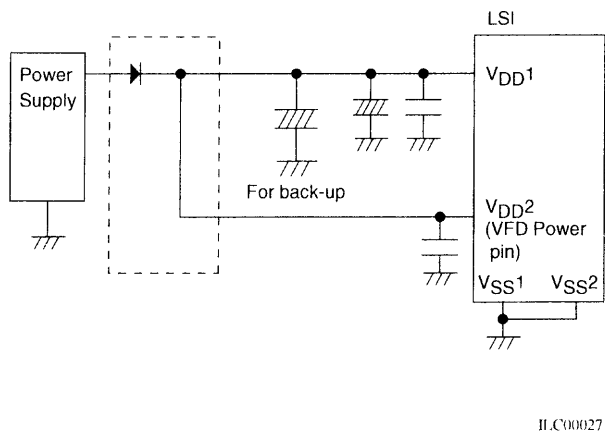 LSI
Power
Supply
VDD1
For back-up
VDD2
(VFD Power
pin)
VSS1 VSS2
ILC00027